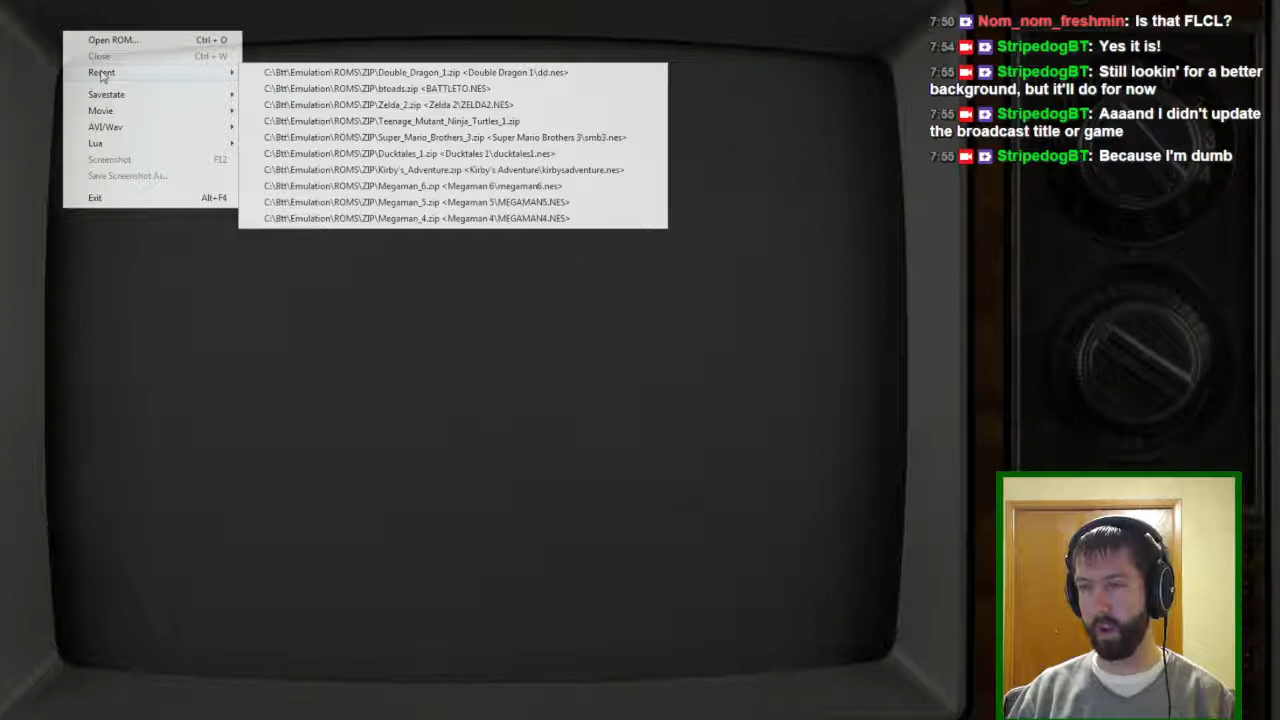 Open ROM... Ctrl + O
Close Ctrl + W
Recent
Savestate
Movie
AVI/Wav
Lua
Screenshot F12
Save Screenshot As..
Exit Alt+F4
C:\Btt\Emulation\ROMS\ZIP\Double_Dragon_1.zip <Double Dragon 1\dd.nes>
C:\Btt\Emulation\ROMS\ZIP\btoads.zip <BATTLETO.NES>
C:\Btt\Emulation\ROMS\ZIP\Zelda_2.zip <Zelda 2\ZELDA2.NES>
C:\Btt\Emulation\ROMS\ZIP\Teenage_Mutant_Ninja_Turtles_1.zip
C:\Btt\Emulation\ROMS\ZIP\Super_Mario_Brothers_3.zip <Super Mario Brothers 3\smb3.nes>
C:\Btt\Emulation\ROMS\ZIP\Ducktales_1.zip <Ducktales 1\ducktales1.nes>
C:\Btt\Emulation\ROMS\ZIP\Kirby's_Adventure.zip <Kirby's Adventure\kirbysadventure.nes>
C:\Btt\Emulation\ROMS\ZIP\Megaman_6.zip <Megaman 6\megaman6.nes>
C:\Btt\Emulation\ROMS\ZIP\Megaman_5.zip <Megaman 5\MEGAMAN5.NES>
C:\Btt\Emulation\ROMS\ZIP\Megaman_4.zip <Megaman 4\MEGAMAN4.NES>
7:50 Nom_nom_freshmin: Is that FLCL?
7:54 StripedogBT: Yes it is!
7:55 StripedogBT: Still lookin' for a better
background, but it'll do for now
7:55 StripedogBT: Aaaand I didn't update
the broadcast title or game
7:55 StripedogBT: Because I'm dumb